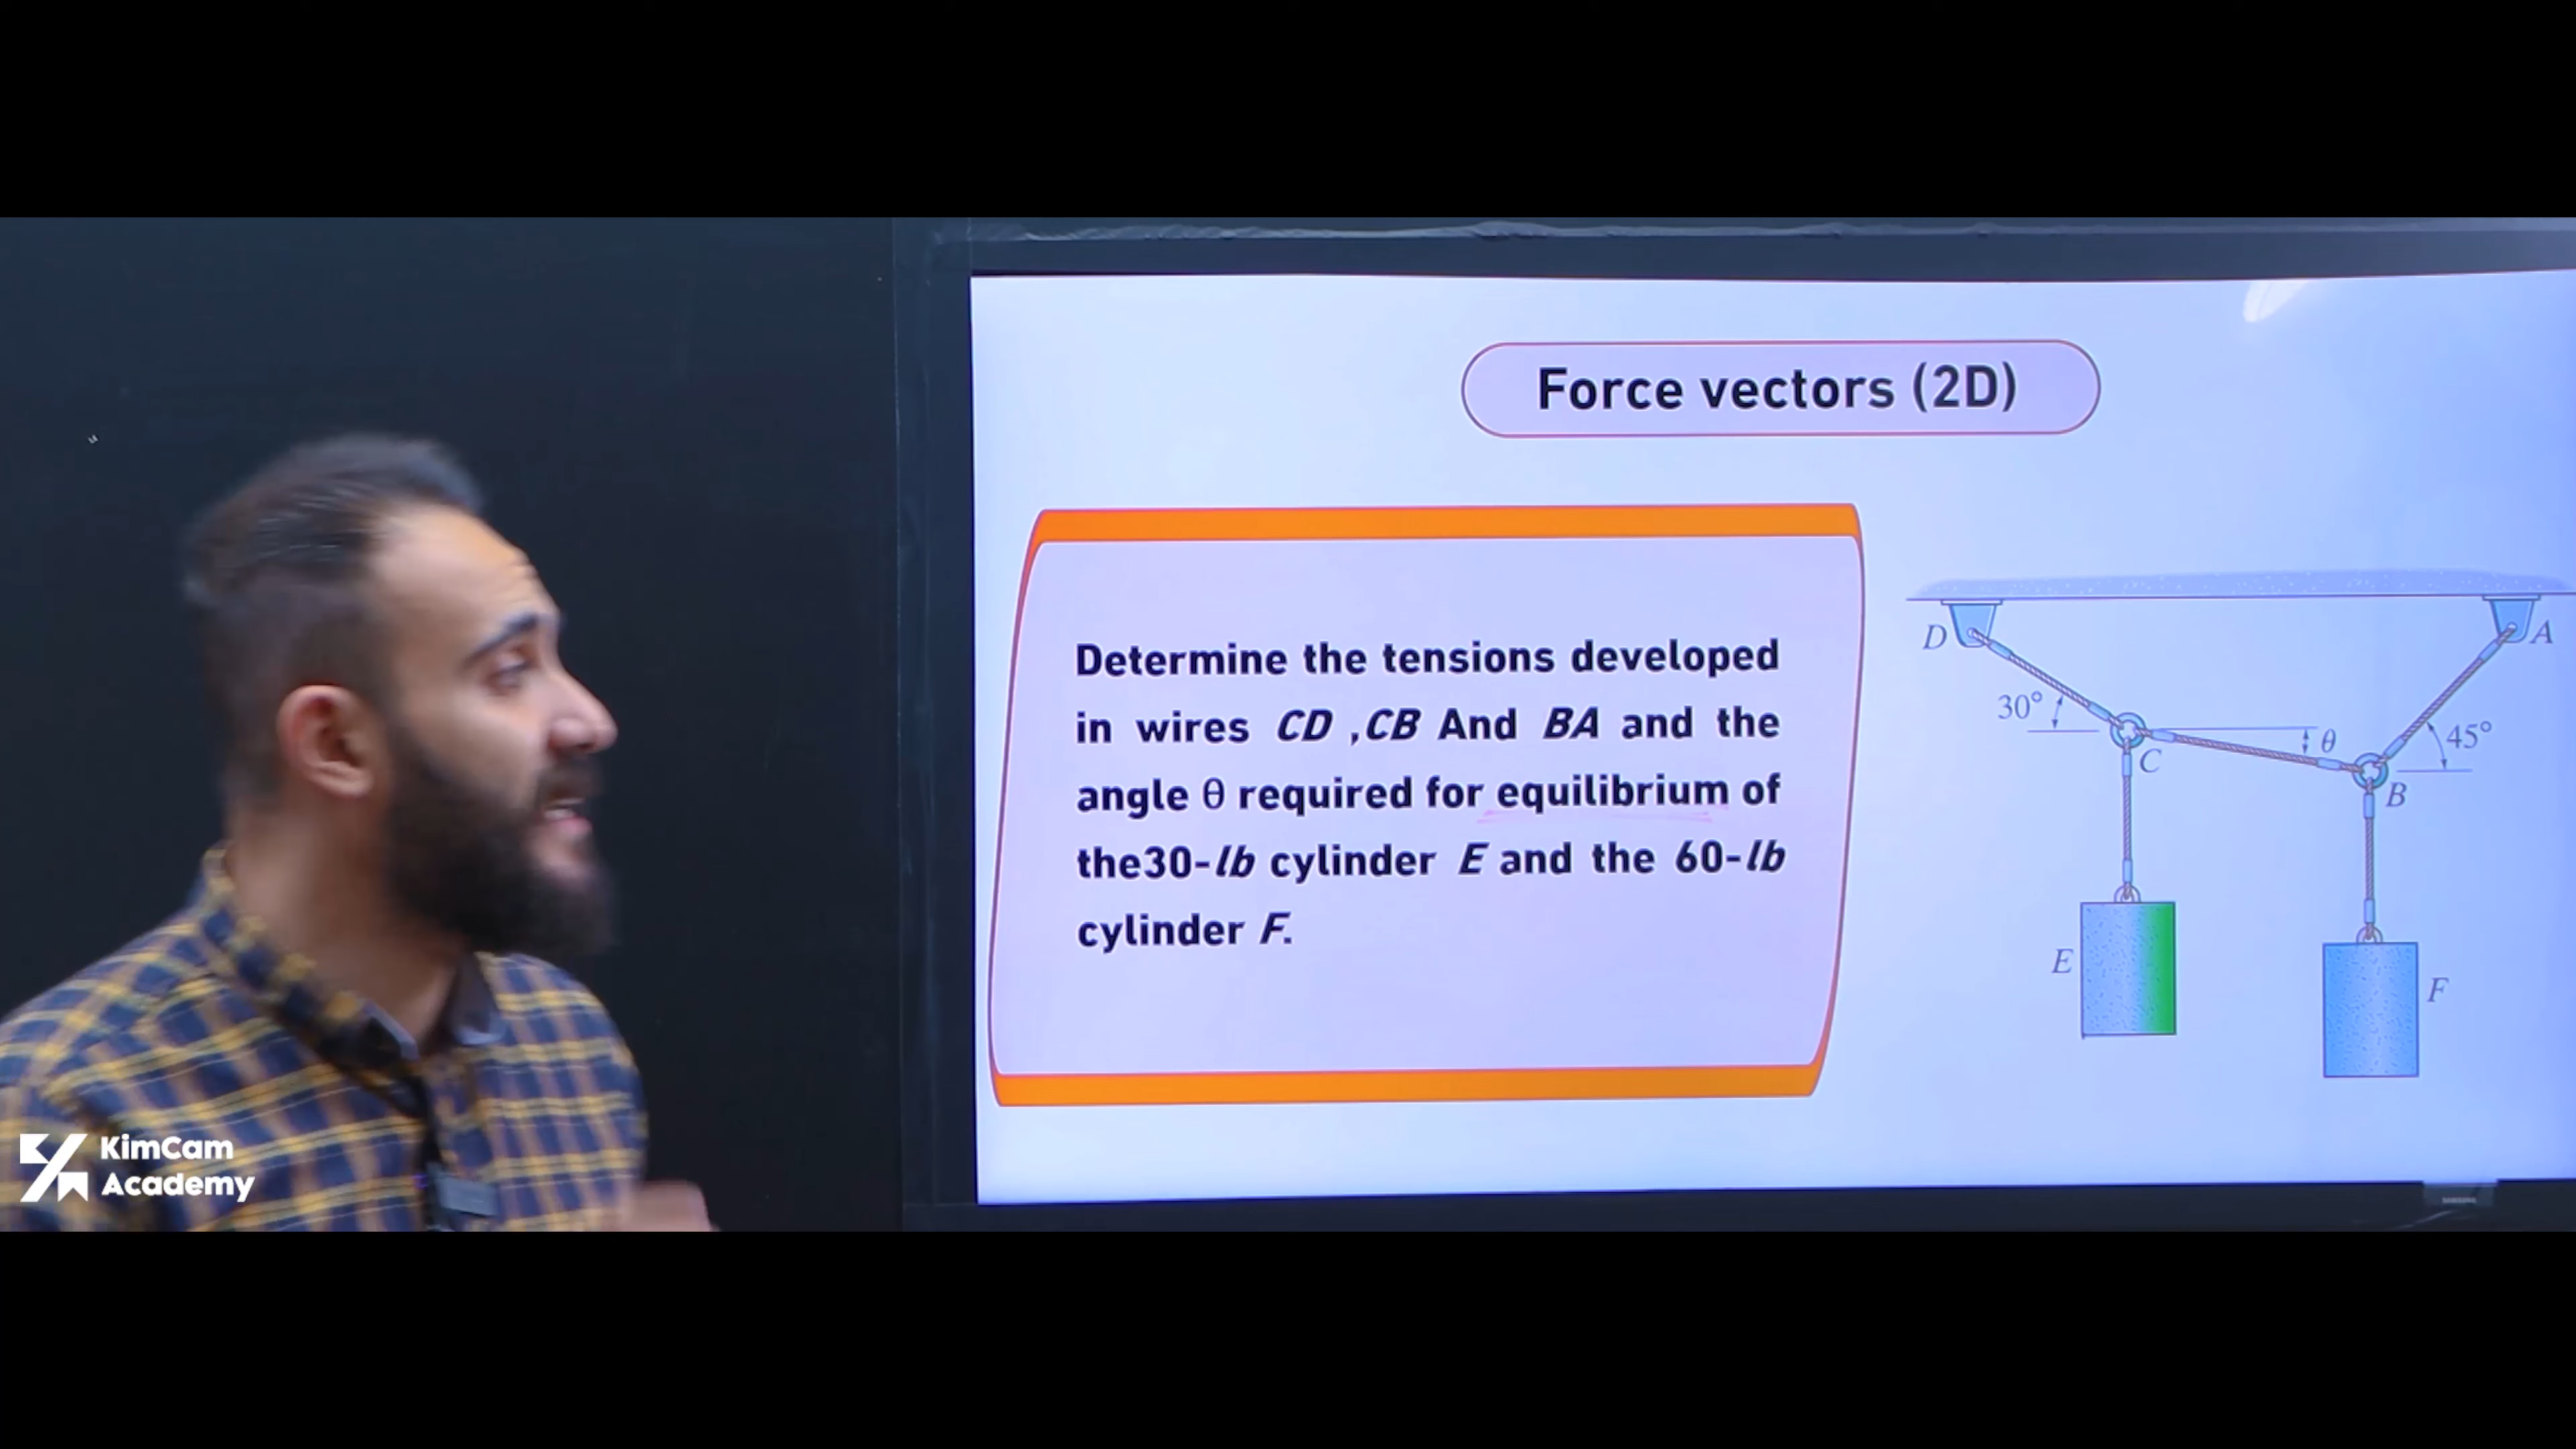 Force vectors (2D)
Determine the tensions developed
in wires CD ,CB And BA and the
angle θ required for equilibrium of
the30-lb cylinder E and the 60-lb
cylinder F.
D
A
30°
C
θ
45°
B
E
F
KimCam
Academy
SAMSUNG